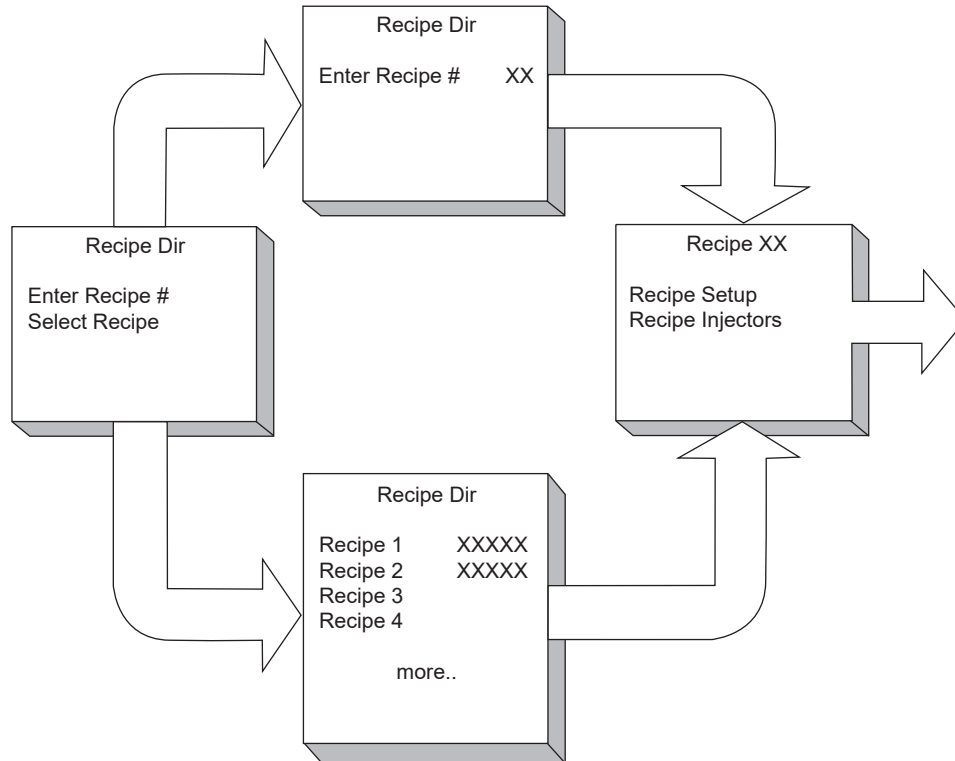 Recipe Dir
Enter Recipe # XX
Recipe Dir
Enter Recipe #
Select Recipe
Recipe XX
Recipe Setup
Recipe Injectors
Recipe Dir
Recipe 1 XXXXX
Recipe 2 XXXXX
Recipe 3
Recipe 4
more..